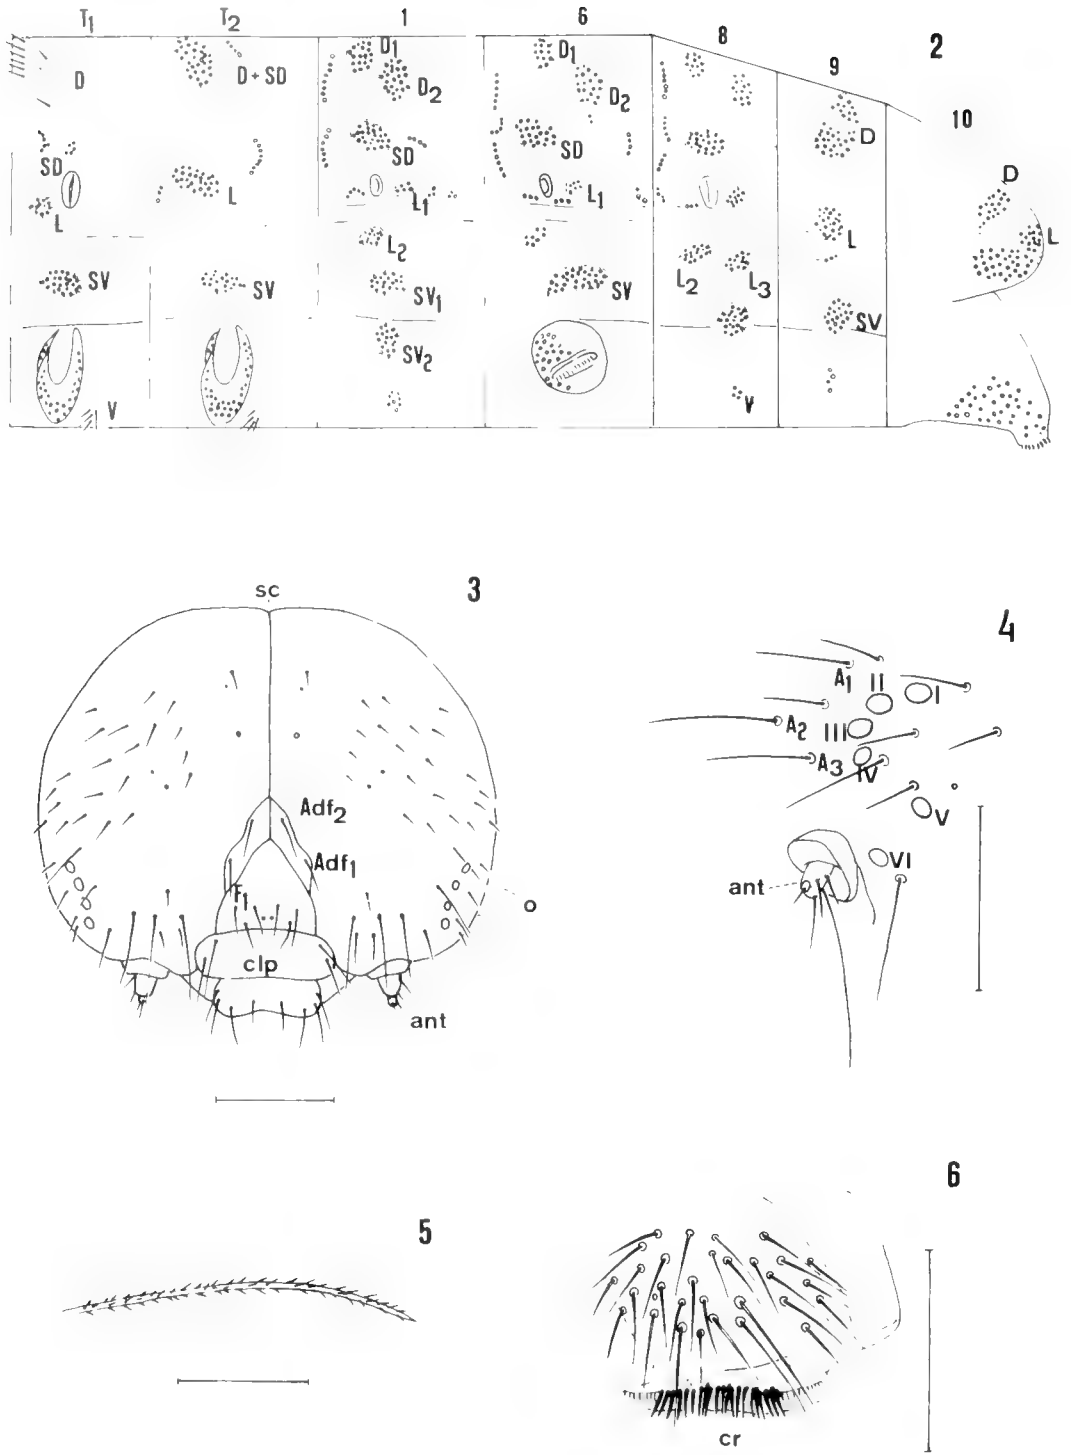 T1 T2 1 6 8 9 2
D D + SD D1 D2 D1 D2 D 10
SD L SD L SD L1 L2 SD L1 L D L
SV SV SV1 SV2 SV L2 L3 SV
V V
sc 3
Adf2
Adf1
F1
o
clp
ant
4
A1 II I
A2 III
A3 IV
V
VI
ant
5
6
cr